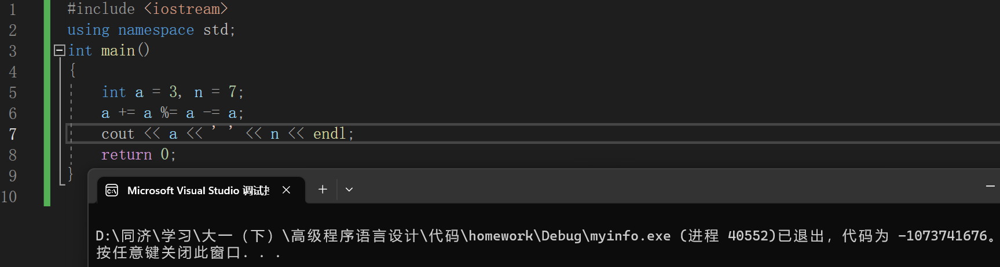 1 #include <iostream>
2 using namespace std;
3 int main()
4 {
5 int a = 3, n = 7;
6 a += a %= a -= a;
7 cout << a << ' ' << n << endl;
8 return 0;
9 }
10
Microsoft Visual Studio 调试
D:\同济\学习\大一（下）\高级程序语言设计\代码\homework\Debug\myinfo.exe (进程 40552)已退出，代码为 -1073741676。
按任意键关闭此窗口. . .